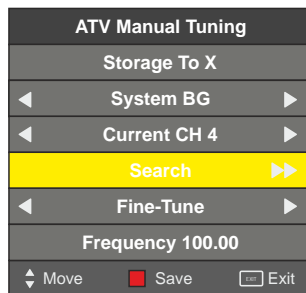 ATV Manual Tuning
Storage To X
System BG
Current CH 4
Search
Fine-Tune
Frequency 100.00
Move Save EXIT Exit